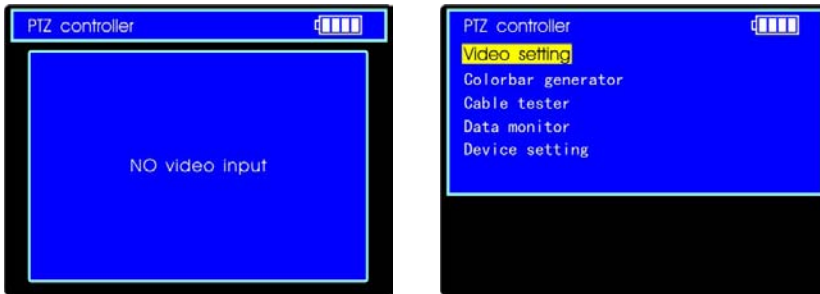 PTZ controller
NO video input
PTZ controller
Video setting
Colorbar generator
Cable tester
Data monitor
Device setting